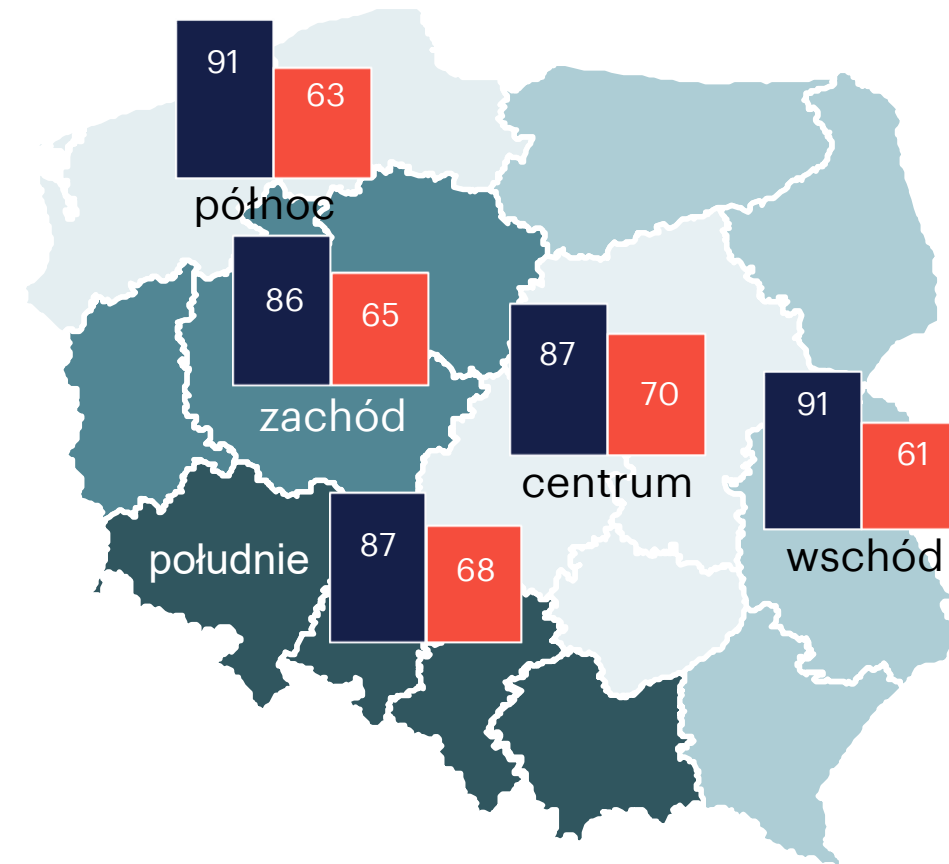 91
63
północ
86
65
zachód
87
70
centrum
91
61
wschód
południe
87
68